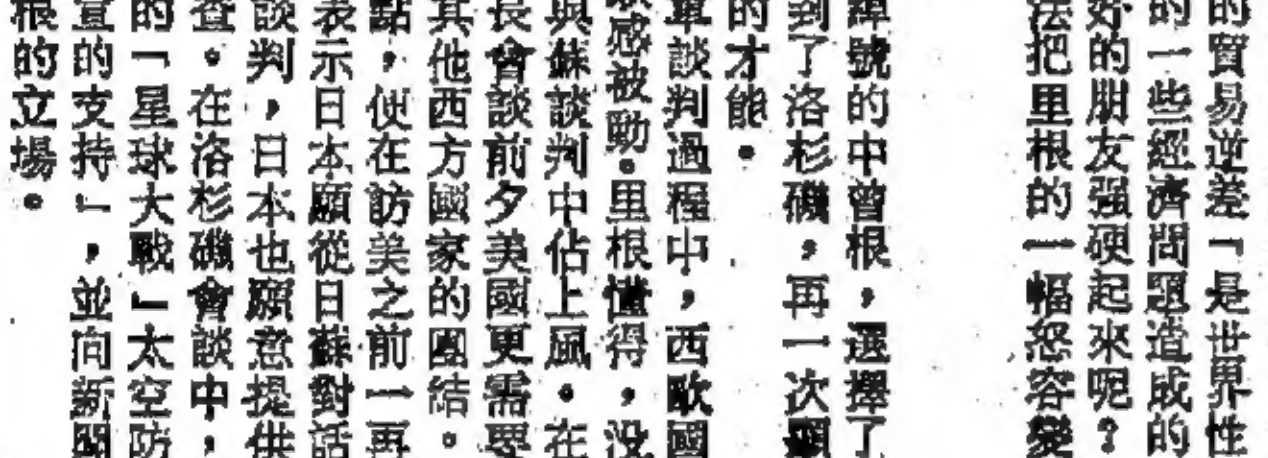 的貿易逆差「是世界性
的一些經濟問題造成的
好的朋友强硬起來呢？
法把里根的一幅怒容變
號的中曾根，選擇了
到了洛杉磯，再一次顯
的才能。
軍談判過程中，西歐國
感被動。里根懂得，没
與蘇談判中佔上風。在
長會談前夕美國更需要
其他西方國家的團結。
點，便在訪美之前一再
表示日本願從日蘇對話
談判，日本也願意提供
查。在洛杉磯會談中，
的「星球大戰」太空防
的支持」，並向新聞
根的立場。